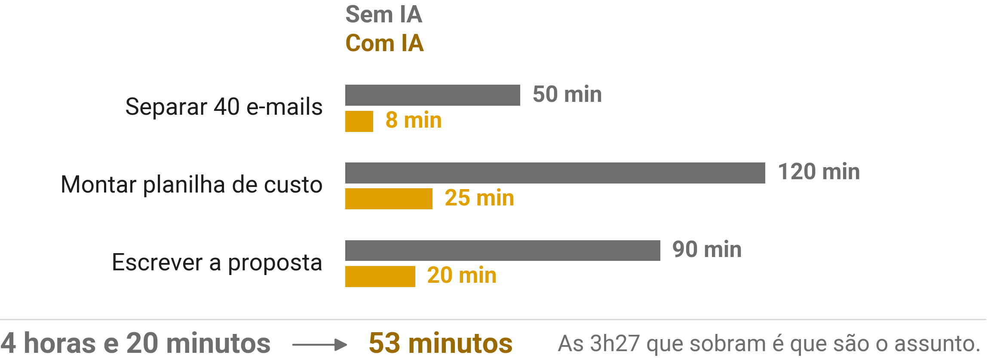 Sem IA
Com IA
Separar 40 e-mails
50 min
8 min
Montar planilha de custo
120 min
25 min
Escrever a proposta
90 min
20 min
4 horas e 20 minutos
53 minutos
As 3h27 que sobram é que são o assunto.